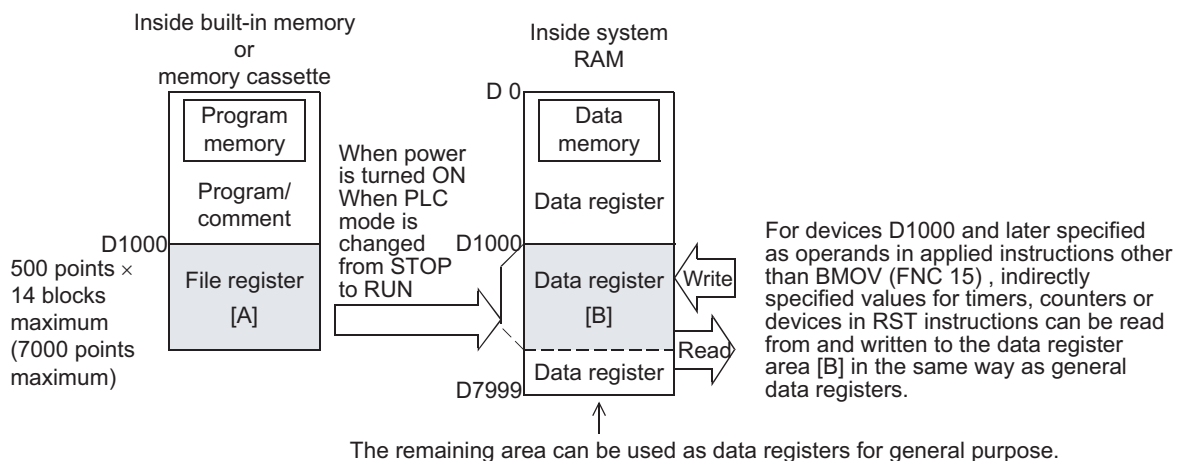 Inside built-in memory
or
memory cassette
Program
memory
Program/
comment
D1000
File register
[A]
500 points ×
14 blocks
maximum
(7000 points
maximum)
When power
is turned ON
When PLC
mode is
changed
from STOP
to RUN
Inside system
RAM
D 0
Data
memory
Data register
D1000
Data register
[B]
Data register
D7999
Write
Read
For devices D1000 and later specified
as operands in applied instructions other
than BMOV (FNC 15) , indirectly
specified values for timers, counters or
devices in RST instructions can be read
from and written to the data register
area [B] in the same way as general
data registers.
The remaining area can be used as data registers for general purpose.